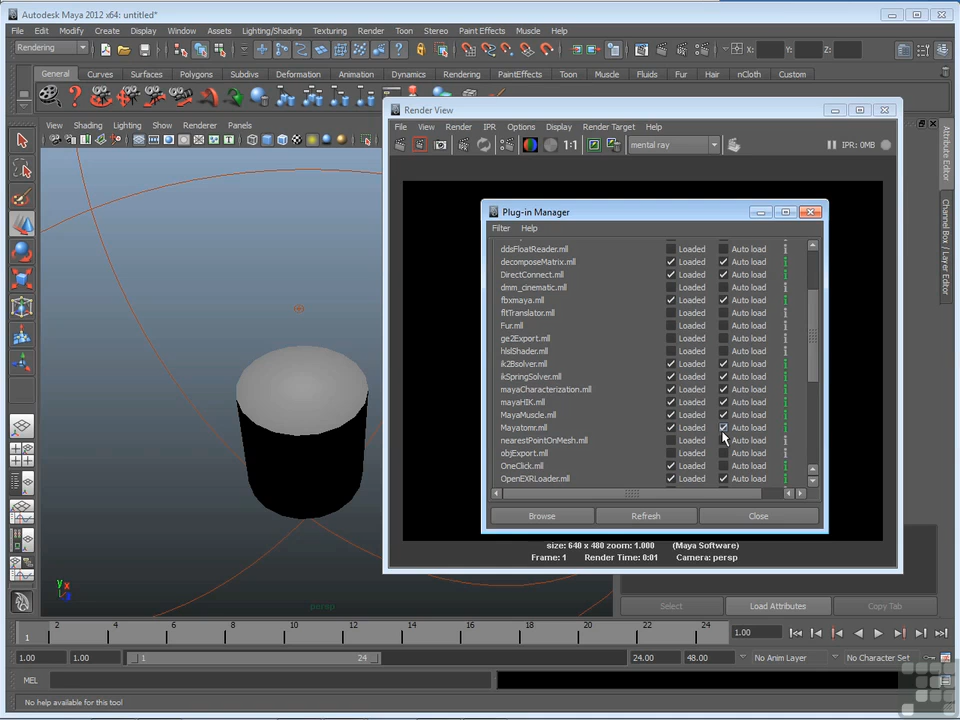 Autodesk Maya 2012 x64: untitled*
File Edit Modify Create Display Window Assets Lighting/Shading Texturing Render Toon Stereo Paint Effects Muscle Help
Rendering X: Y: Z:
General Curves Surfaces Polygons Subdivs Deformation Animation Dynamics Rendering PaintEffects Toon Muscle Fluids Fur Hair nCloth Custom
View Shading Lighting Show Renderer Panels
Render View
File View Render IPR Options Display Render Target Help
1:1 mental ray IPR: 0MB
Attribute Editor
Channel Box / Layer Editor
Plug-in Manager
Filter Help
ddsFloatReader.mll Loaded Auto load i
decomposeMatrix.mll Loaded Auto load i
DirectConnect.mll Loaded Auto load i
dmm_cinematic.mll Loaded Auto load i
fbxmaya.mll Loaded Auto load i
fltTranslator.mll Loaded Auto load i
Fur.mll Loaded Auto load i
ge2Export.mll Loaded Auto load i
hlslShader.mll Loaded Auto load i
ik2Bsolver.mll Loaded Auto load i
ikSpringSolver.mll Loaded Auto load i
mayaCharacterization.mll Loaded Auto load i
mayaHIK.mll Loaded Auto load i
MayaMuscle.mll Loaded Auto load i
Mayatomr.mll Loaded Auto load i
nearestPointOnMesh.mll Loaded Auto load i
objExport.mll Loaded Auto load i
OneClick.mll Loaded Auto load i
OpenEXRLoader.mll Loaded Auto load i
Browse Refresh Close
size: 640 x 480 zoom: 1.000 (Maya Software)
Frame: 1 Render Time: 0:01 Camera: persp
y x z
persp
Select Load Attributes Copy Tab
1 2 4 6 8 10 12 14 16 18 20 22 24 1.00
1.00 1.00 1 24 24.00 48.00 No Anim Layer No Character Set
MEL
No help available for this tool